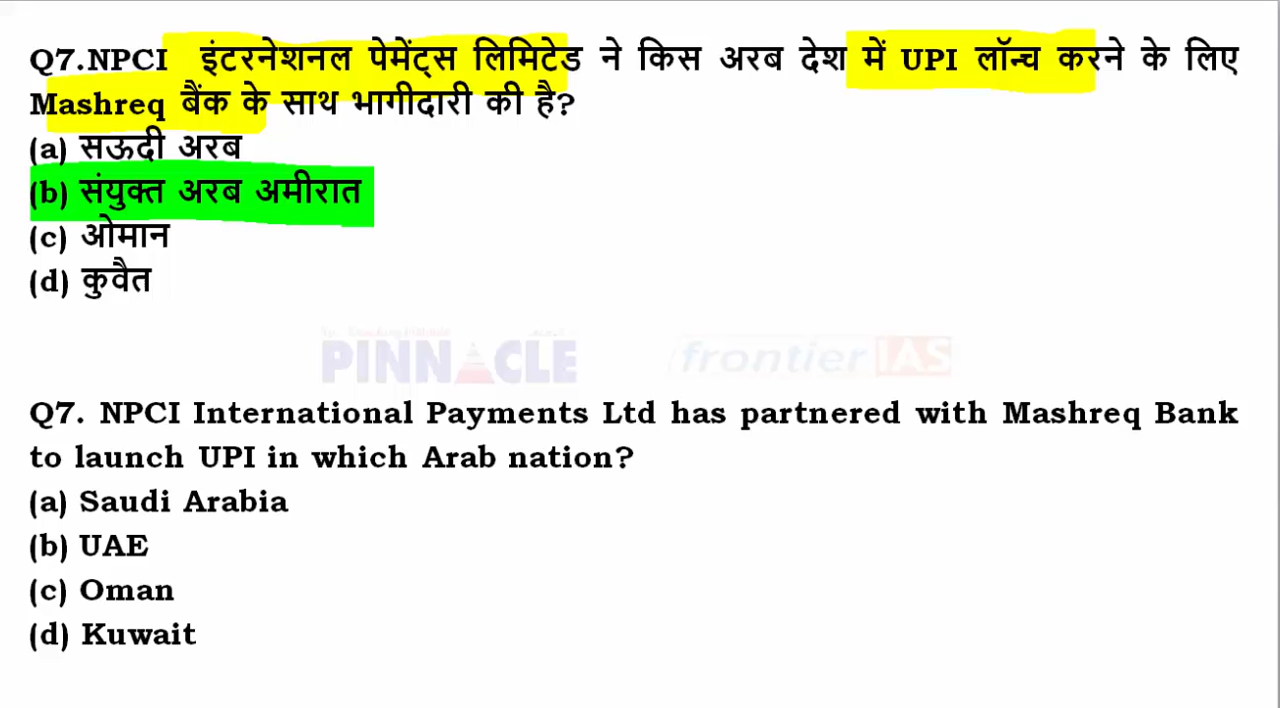 Q7.NPCI इंटरनेशनल पेमेंट्स लिमिटेड ने किस अरब देश में UPI लॉन्च करने के लिए
Mashreq बैंक के साथ भागीदारी की है?
(a) सऊदी अरब
(b) संयुक्त अरब अमीरात
(c) ओमान
(d) कुवैत
PINNACLE frontier IAS
Q7. NPCI International Payments Ltd has partnered with Mashreq Bank
to launch UPI in which Arab nation?
(a) Saudi Arabia
(b) UAE
(c) Oman
(d) Kuwait